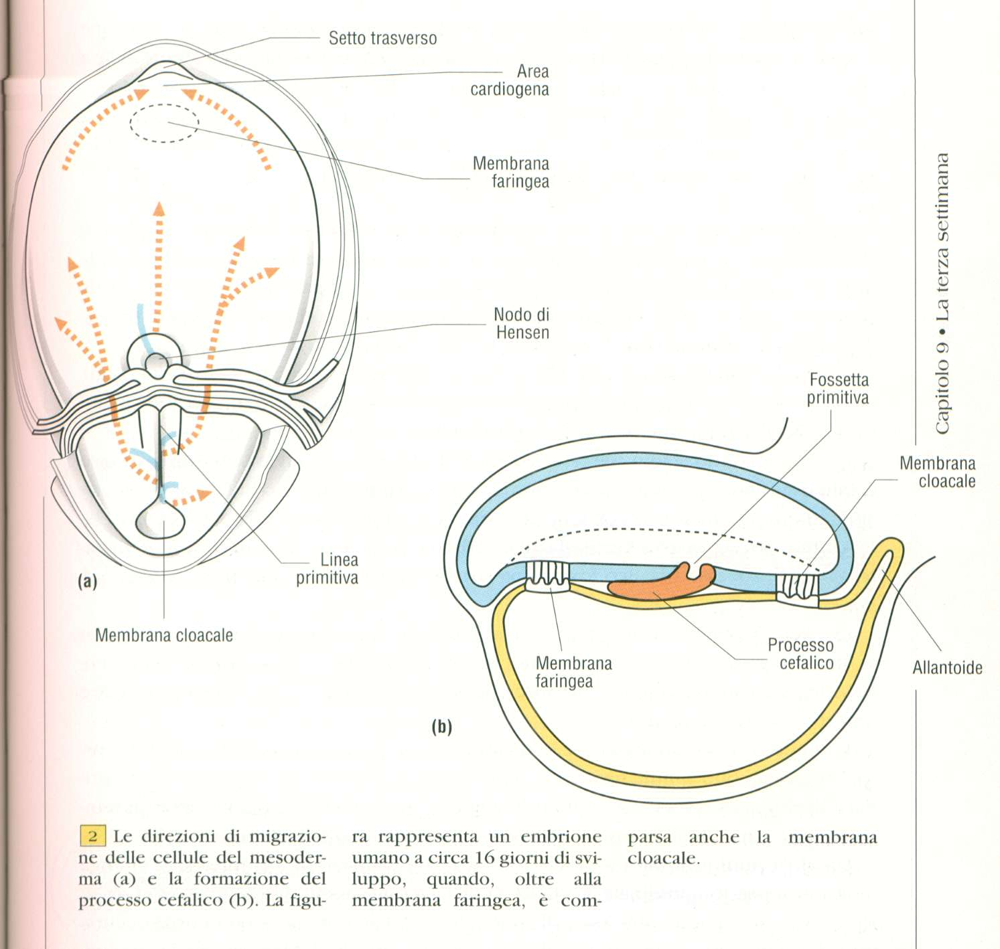 Setto trasverso
Area
cardiogena
Membrana
faringea
Nodo di
Hensen
Linea
primitiva
(a)
Membrana cloacale
Fossetta
primitiva
Membrana
cloacale
Membrana
faringea
Processo
cefalico
Allantoide
(b)
Capitolo 9 • La terza settimana
2 Le direzioni di migrazio-
ne delle cellule del mesoder-
ma (a) e la formazione del
processo cefalico (b). La figu-
ra rappresenta un embrione
umano a circa 16 giorni di svi-
luppo, quando, oltre alla
membrana faringea, è com-
parsa anche la membrana
cloacale.